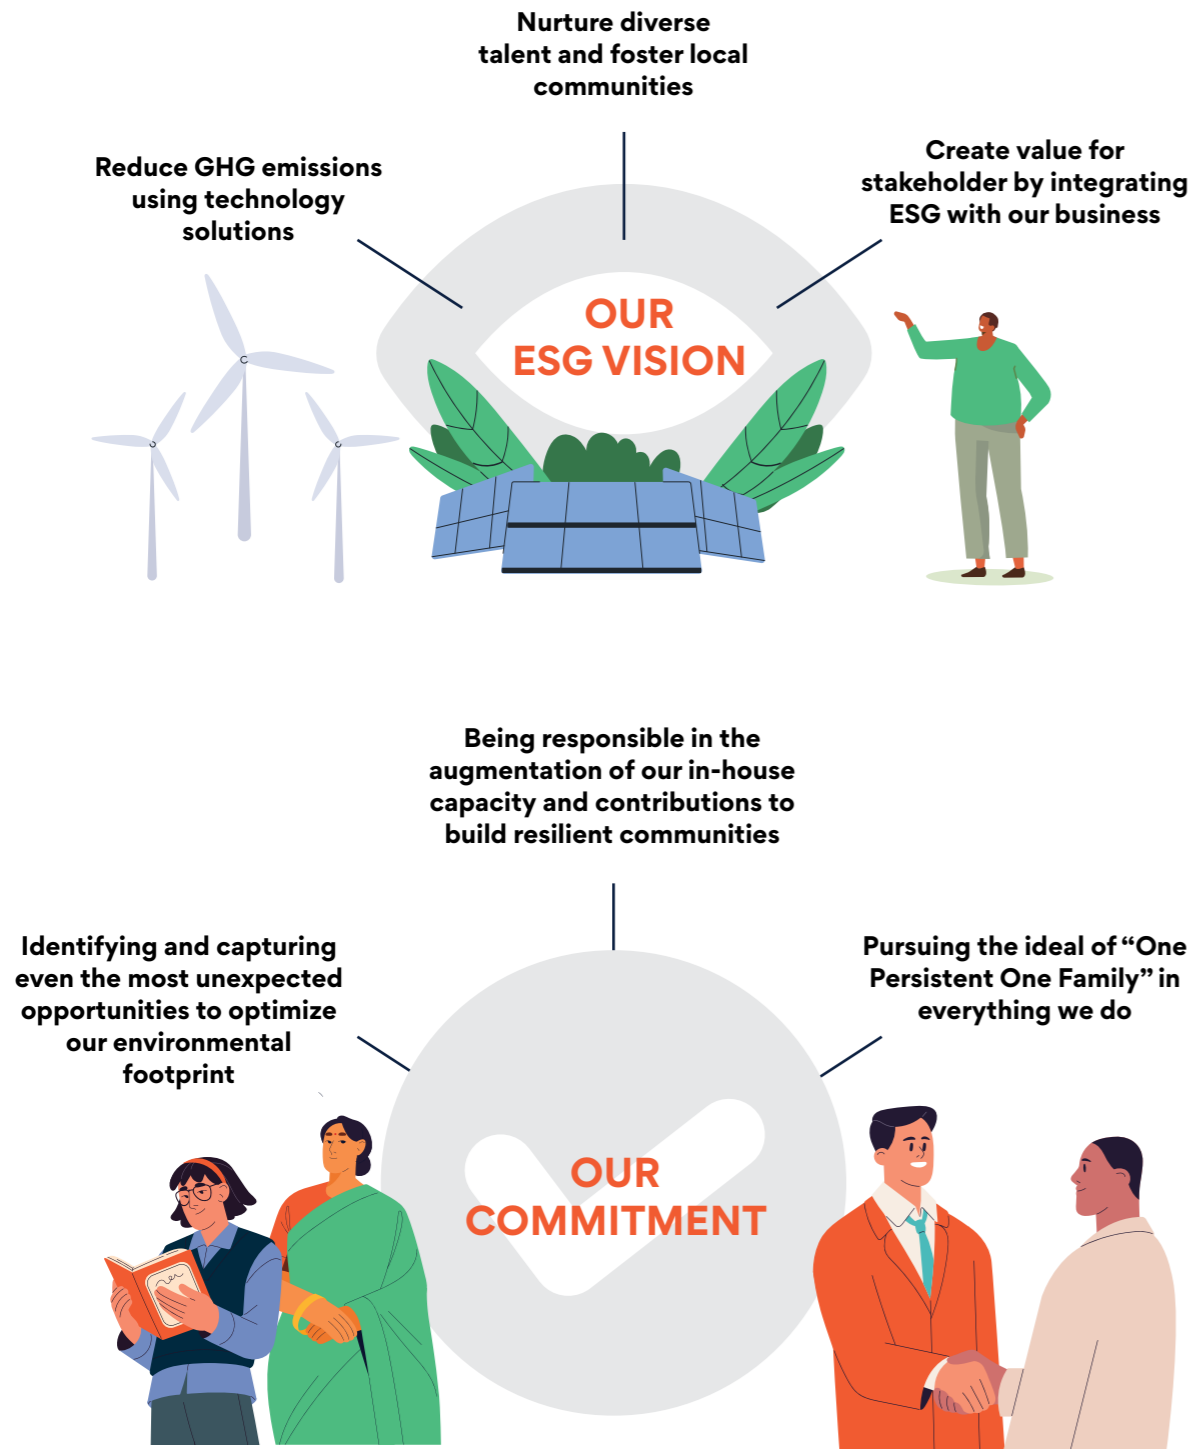 Nurture diverse
talent and foster local
communities
Reduce GHG emissions
using technology
solutions
Create value for
stakeholder by integrating
ESG with our business
OUR
ESG VISION
Being responsible in the
augmentation of our in-house
capacity and contributions to
build resilient communities
Identifying and capturing
even the most unexpected
opportunities to optimize
our environmental
footprint
Pursuing the ideal of “One
Persistent One Family” in
everything we do
OUR
COMMITMENT